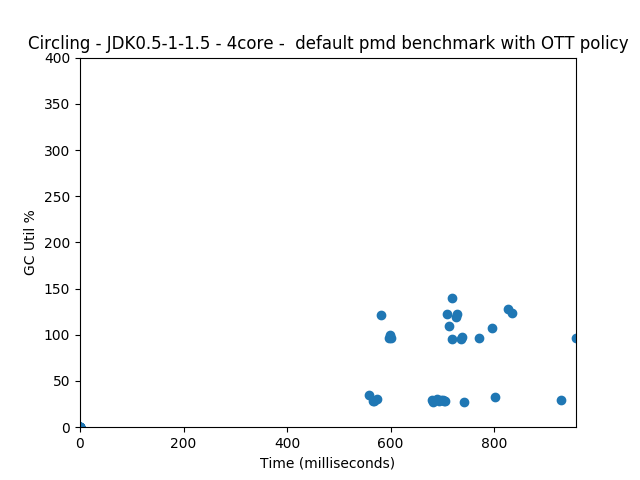 Circling - JDK0.5-1-1.5 - 4core -  default pmd benchmark with OTT policy
400
350
300
250
200
150
100
50
0
GC Util %
0 200 400 600 800
Time (milliseconds)